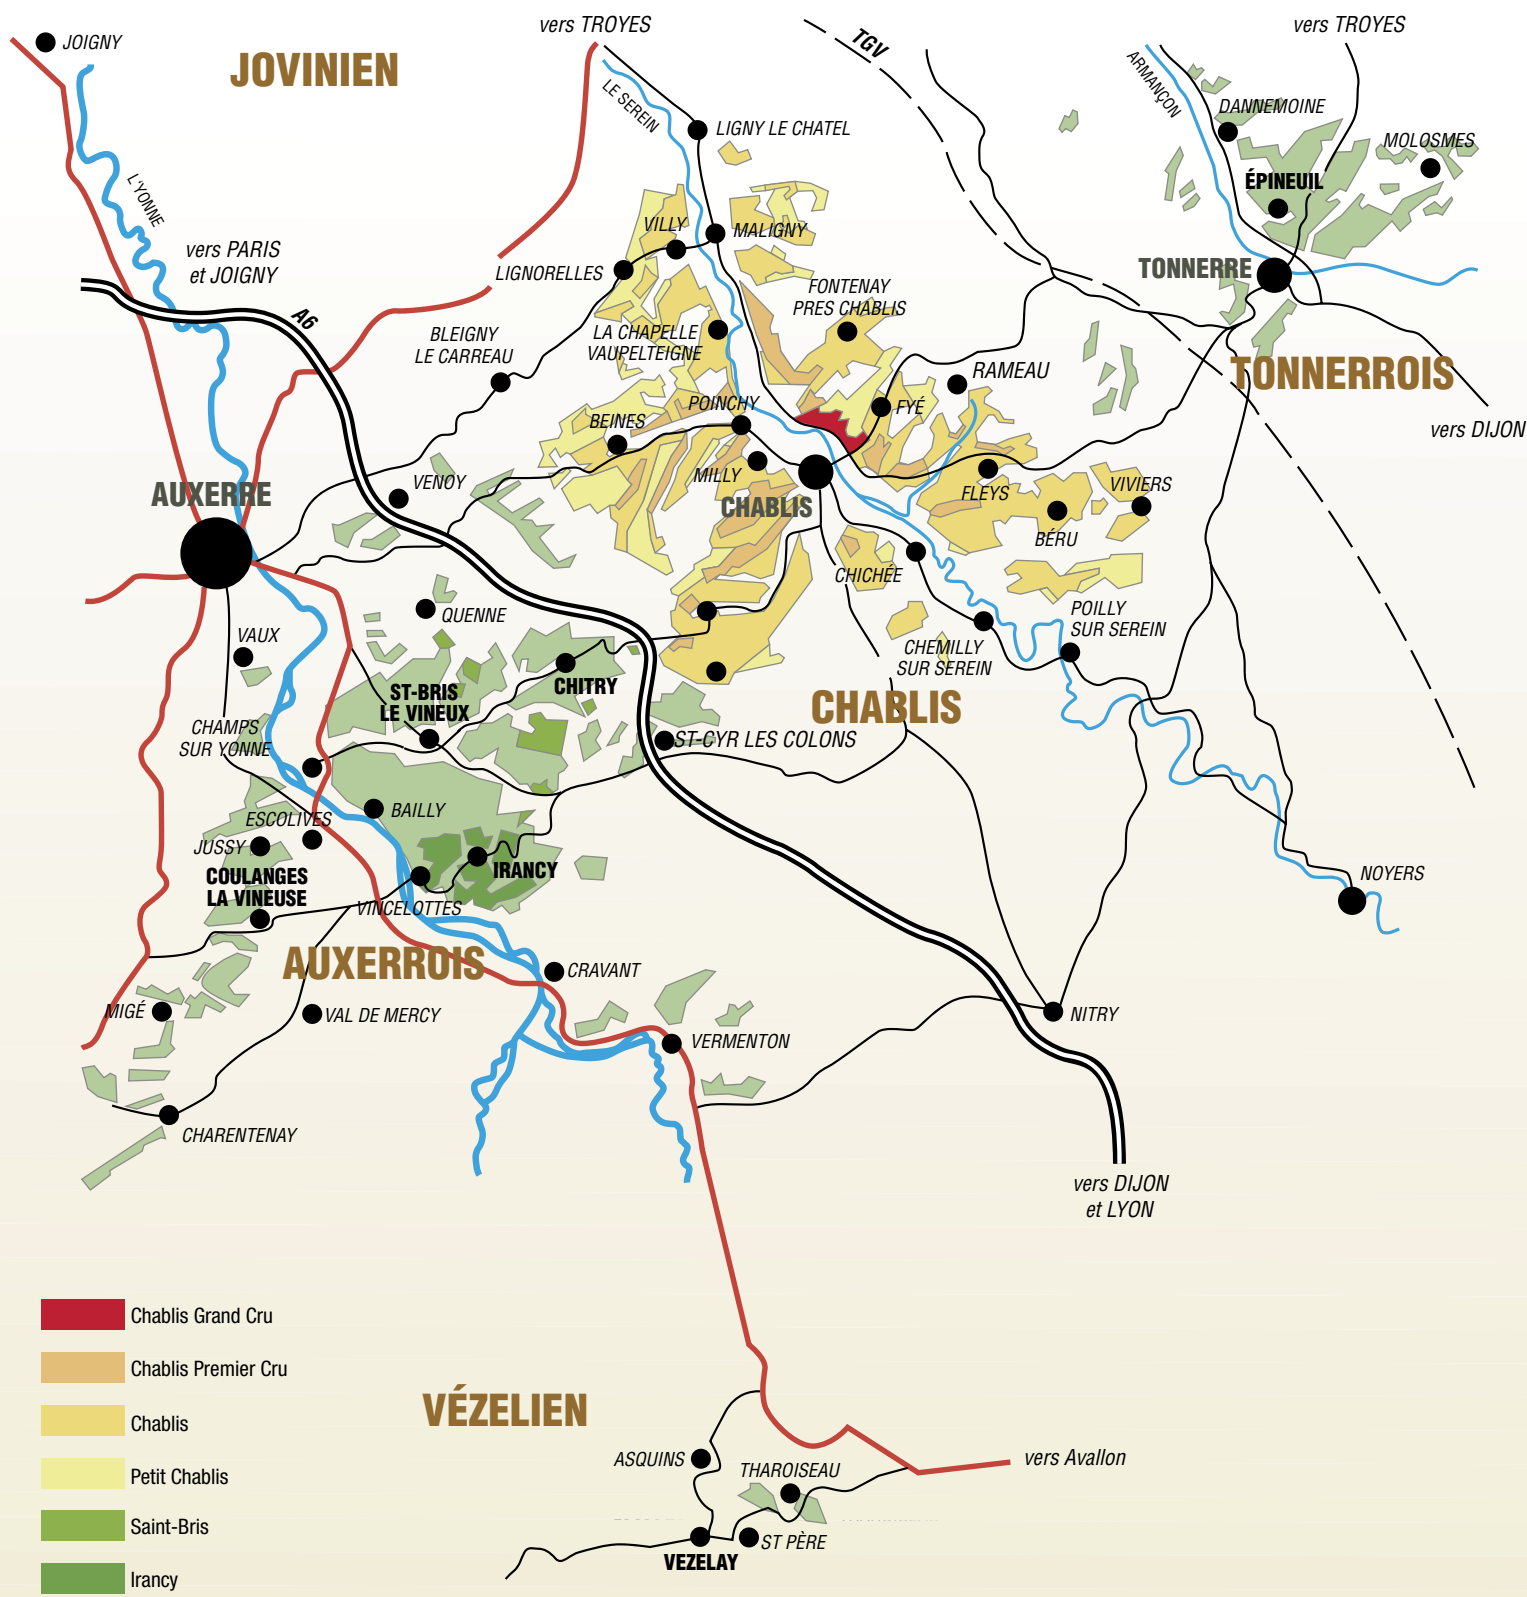 vers TROYES
vers TROYES
JOIGNY
JOVINIEN
TGV
LE SEREIN
ARMANÇON
DANNEMOINE
LIGNY LE CHATEL
MOLOSMES
ÉPINEUIL
L'YONNE
VILLY
MALIGNY
vers PARIS
et JOIGNY
LIGNORELLES
TONNERRE
FONTENAY
PRES CHABLIS
A6
BLEIGNY
LE CARREAU
LA CHAPELLE
VAUPELTEIGNE
RAMEAU
TONNERROIS
POINCHY
FYÉ
BEINES
vers DIJON
MILLY
VENOY
FLEYS
VIVIERS
AUXERRE
CHABLIS
BÉRU
CHICHÉE
QUENNE
POILLY
SUR SEREIN
VAUX
CHEMILLY
SUR SEREIN
CHITRY
ST-BRIS
LE VINEUX
CHABLIS
CHAMPS
SUR YONNE
ST-CYR LES COLONS
BAILLY
ESCOLIVES
JUSSY
IRANCY
NOYERS
COULANGES
LA VINEUSE
VINCELOTTES
AUXERROIS
CRAVANT
MIGÉ
VAL DE MERCY
NITRY
VERMENTON
CHARENTENAY
vers DIJON
et LYON
Chablis Grand Cru
Chablis Premier Cru
VÉZELIEN
Chablis
ASQUINS
vers Avallon
THAROISEAU
Petit Chablis
Saint-Bris
ST PÈRE
VEZELAY
Irancy